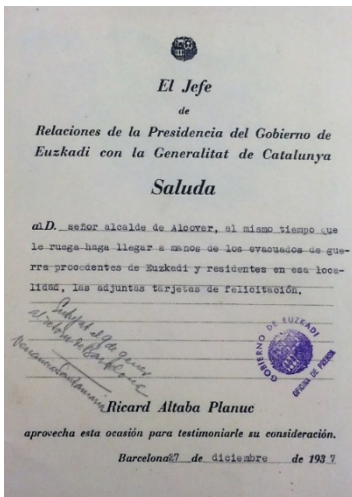 El Jefe
de
Relaciones de la Presidencia del Gobierno de
Euzkadi con la Generalitat de Catalunya
Saluda
al D. señor alcalde de Alcover, al mismo tiempo que
le ruega haga llegar a manos de los evacuados de gue-
rra procedentes de Euzkadi y residentes en esa loca-
lidad, las adjuntas tarjetas de felicitación.
GOBIERNO DE EUZKADI
OFICINA DE PRENSA
Ricard Altaba Planuc
aprovecha esta ocasión para testimoniarle su consideración.
Barcelona 27 de diciembre de 1937